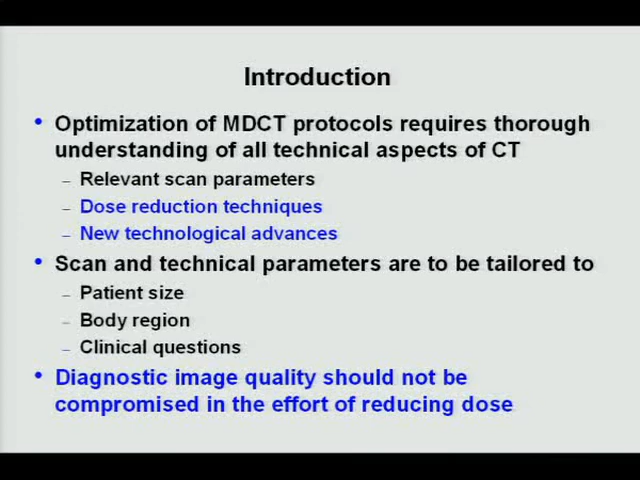 Introduction
• Optimization of MDCT protocols requires thorough
understanding of all technical aspects of CT
– Relevant scan parameters
– Dose reduction techniques
– New technological advances
• Scan and technical parameters are to be tailored to
– Patient size
– Body region
– Clinical questions
• Diagnostic image quality should not be
compromised in the effort of reducing dose